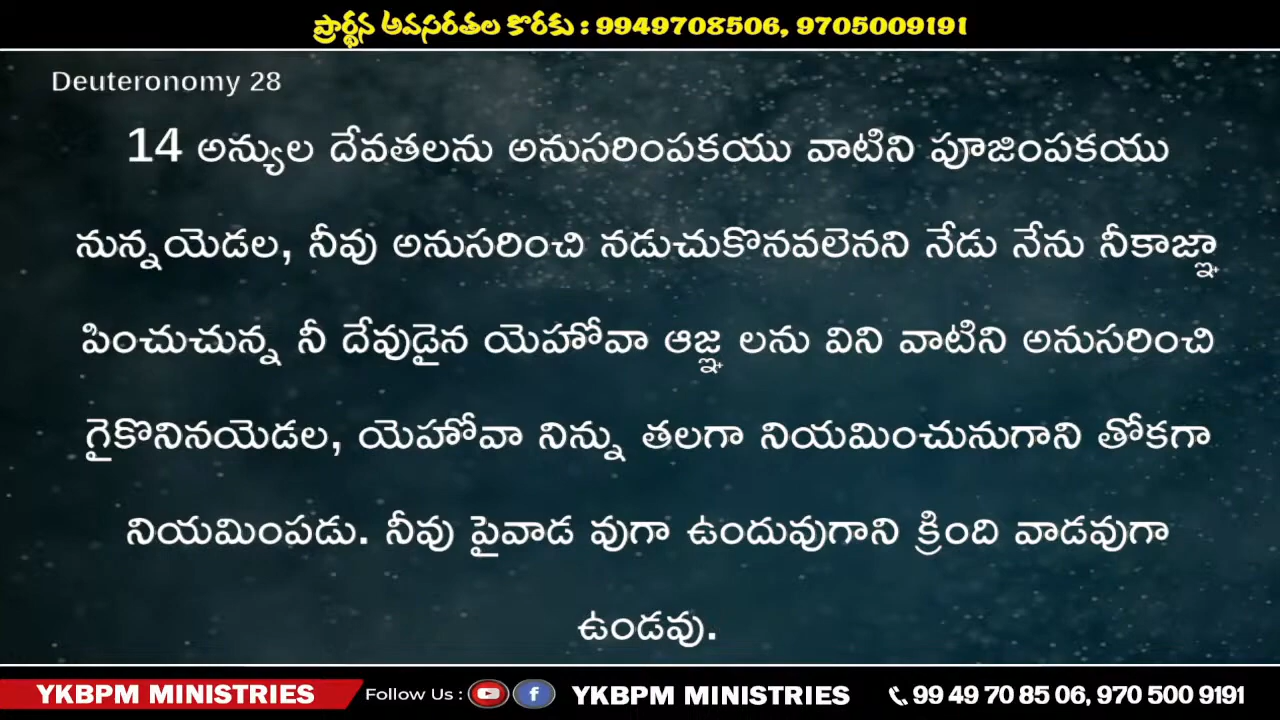 ప్రార్థన అవసరతల కొరకు : 9949708506, 9705009191
Deuteronomy 28
14 అన్యుల దేవతలను అనుసరింపకయు వాటిని పూజింపకయు
నున్నయెడల, నీవు అనుసరించి నడుచుకొనవలెనని నేడు నేను నీకాజ్ఞా
పించుచున్న నీ దేవుడైన యెహోవా ఆజ్ఞ లను విని వాటిని అనుసరించి
గైకొనినయెడల, యెహోవా నిన్ను తలగా నియమించునుగాని తోకగా
నియమింపడు. నీవు పైవాడ వుగా ఉందువుగాని క్రింది వాడవుగా
ఉండవు.
YKBPM MINISTRIES Follow Us : YKBPM MINISTRIES 99 49 70 85 06, 970 500 9191